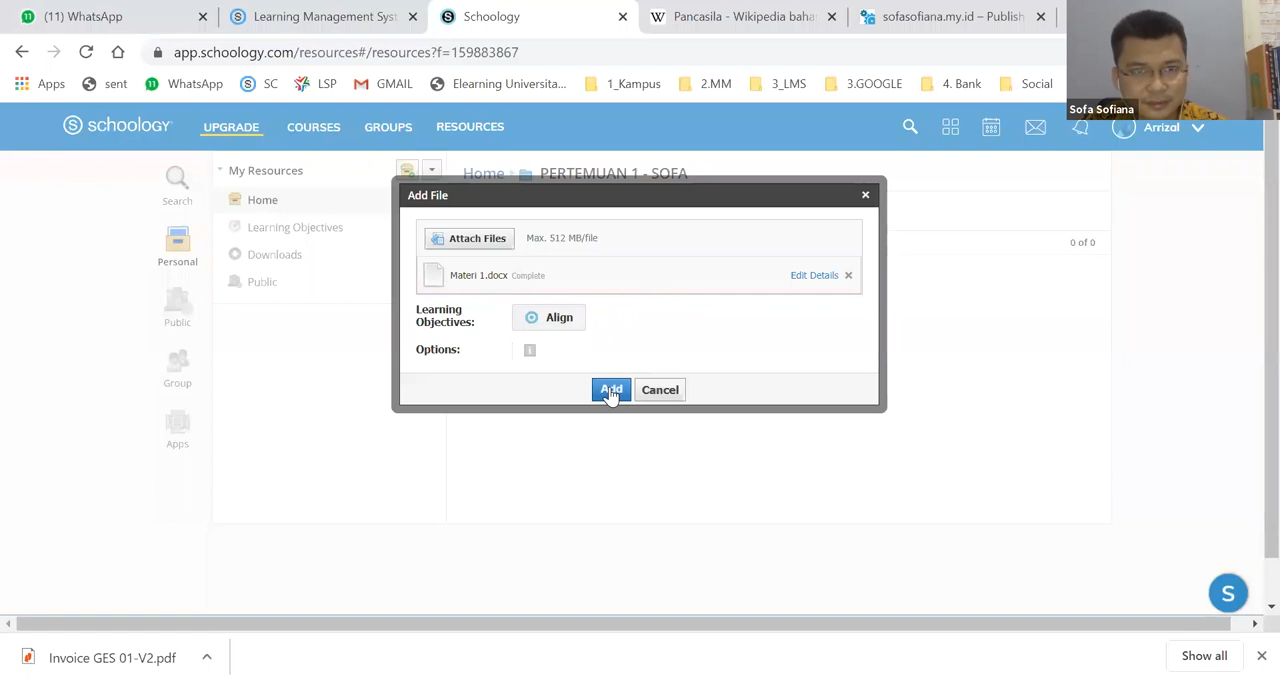 (11) WhatsApp
Learning Management Syst
Schoology
Pancasila - Wikipedia baha
sofasofiana.my.id – Publish
app.schoology.com/resources#/resources?f=159883867
Apps
sent
11 WhatsApp
SC
LSP
GMAIL
Elearning Universita...
1_Kampus
2.MM
3_LMS
3.GOOGLE
4. Bank
Social
Sofa Sofiana
S schoology
UPGRADE
COURSES
GROUPS
RESOURCES
Arrizal
Search
Personal
Public
Group
Apps
My Resources
Home
Learning Objectives
Downloads
Public
Home
PERTEMUAN 1 - SOFA
0 of 0
Add File
Attach Files Max. 512 MB/file
Materi 1.docx Complete Edit Details
Learning
Objectives: Align
Options: i
Add Cancel
S
Invoice GES 01-V2.pdf
Show all